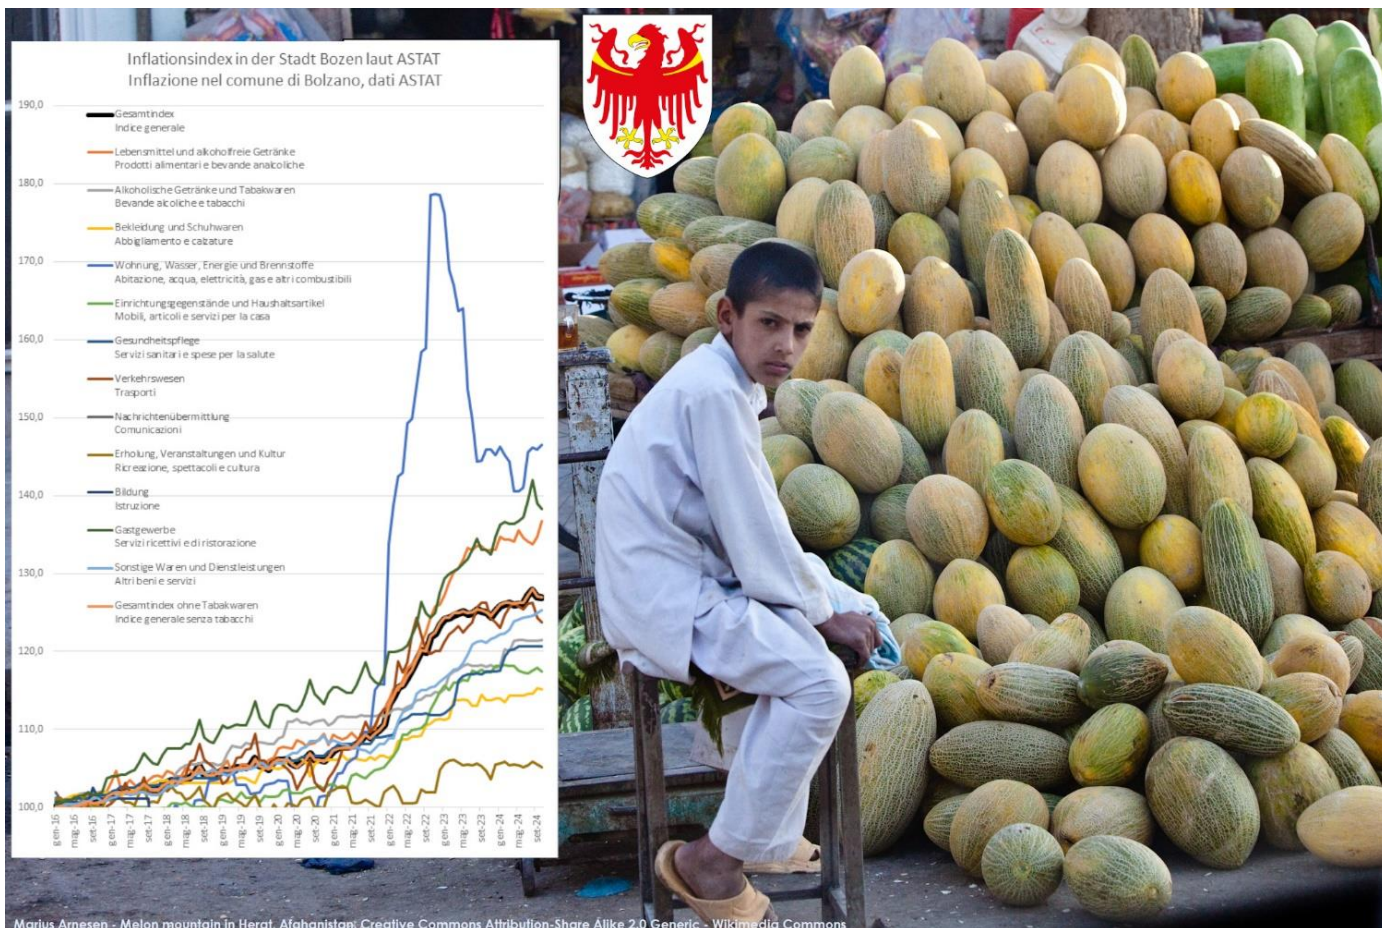 Inflationsindex in der Stadt Bozen laut ASTAT
Inflazione nel comune di Bolzano, dati ASTAT
190,0
180,0
170,0
160,0
150,0
140,0
130,0
120,0
110,0
100,0
Gesamtindex
Indice generale
Lebensmittel und alkoholfreie Getränke
Prodotti alimentari e bevande analcoliche
Alkoholische Getränke und Tabakwaren
Bevande alcoliche e tabacchi
Bekleidung und Schuhwaren
Abbigliamento e calzature
Wohnung, Wasser, Energie und Brennstoffe
Abitazione, acqua, elettricità, gas e altri combustibili
Einrichtungsgegenstände und Haushaltsartikel
Mobili, articoli e servizi per la casa
Gesundheitspflege
Servizi sanitari e spese per la salute
Verkehrswesen
Trasporti
Nachrichtenübermittlung
Comunicazioni
Erholung, Veranstaltungen und Kultur
Ricreazione, spettacoli e cultura
Bildung
Istruzione
Gastgewerbe
Servizi ricettivi e di ristorazione
Sonstige Waren und Dienstleistungen
Altri beni e servizi
Gesamtindex ohne Tabakwaren
Indice generale senza tabacchi
gen-16
mag-16
set-16
gen-17
mag-17
set-17
gen-18
mag-18
set-18
gen-19
mag-19
set-19
gen-20
mag-20
set-20
gen-21
mag-21
set-21
gen-22
mag-22
set-22
gen-23
mag-23
set-23
gen-24
mag-24
set-24
Marius Arnesen - Melon mountain in Herat, Afghanistan; Creative Commons Attribution-Share Alike 2.0 Generic - Wikimedia Commons